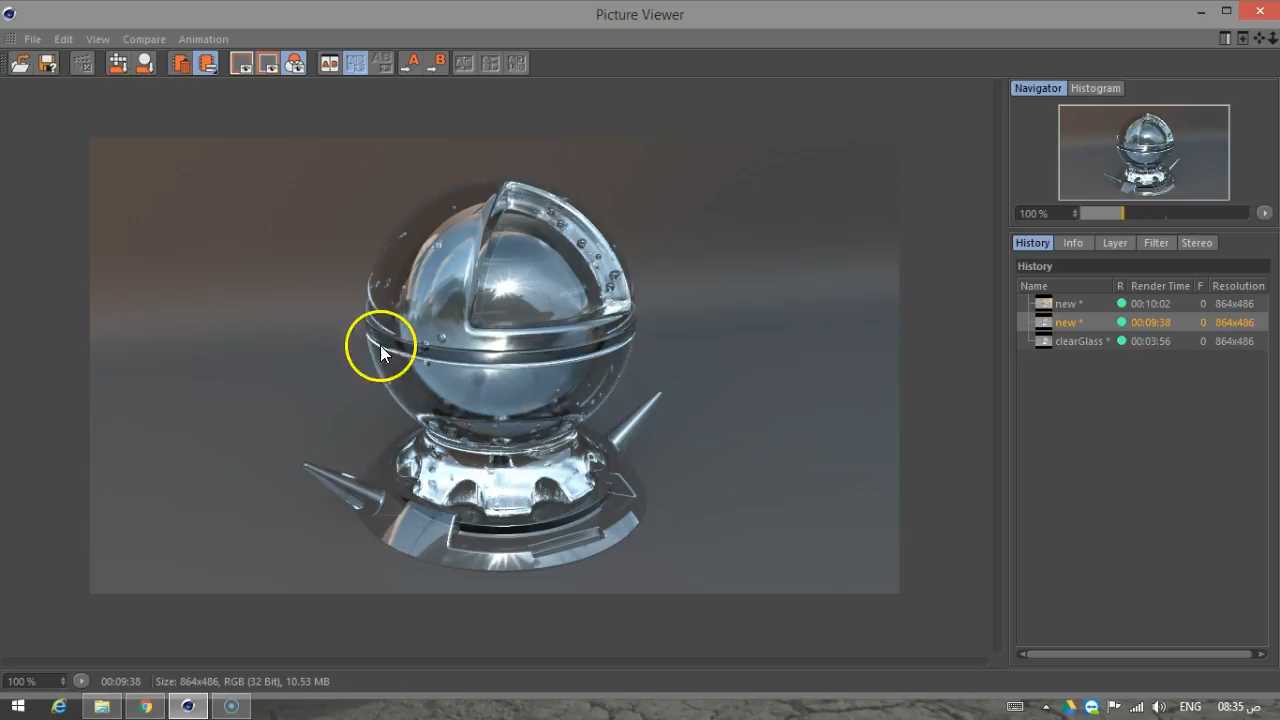 Picture Viewer
File Edit View Compare Animation
A B
Navigator Histogram
100 %
History Info Layer Filter Stereo
History
Name R Render Time F Resolution
new * 00:10:02 0 864x486
new * 00:09:38 0 864x486
clearGlass * 00:03:56 0 864x486
100 % 00:09:38 Size: 864x486, RGB (32 Bit), 10.53 MB
ENG 08:35 ص